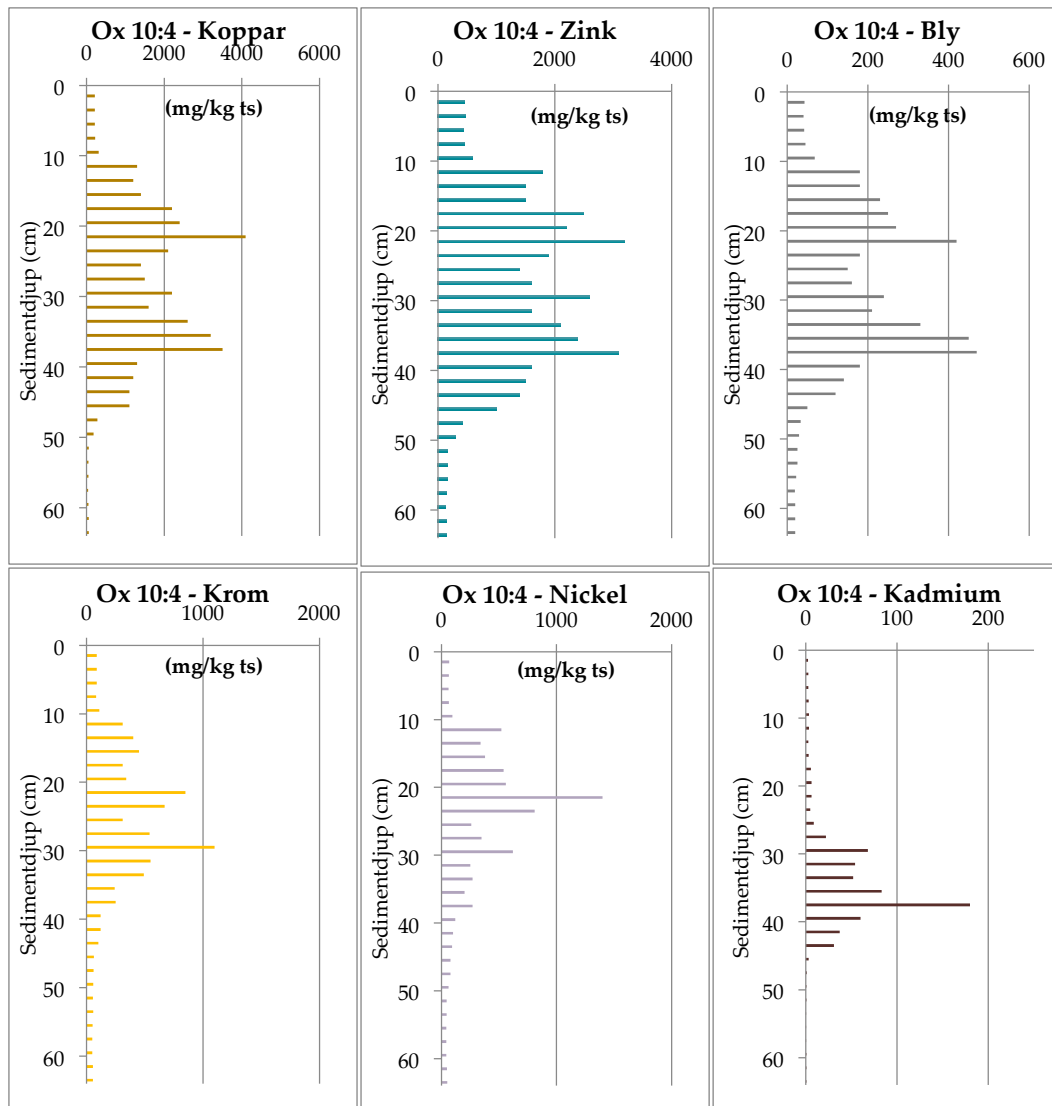 Ox 10:4 - Koppar
0 2000 4000 6000
(mg/kg ts)
0
10
20
30
40
50
60
Sedimentdjup (cm)
Ox 10:4 - Zink
0 2000 4000
(mg/kg ts)
0
10
20
30
40
50
60
Sedimentdjup (cm)
Ox 10:4 - Bly
0 200 400 600
(mg/kg ts)
0
10
20
30
40
50
60
Sedimentdjup (cm)
Ox 10:4 - Krom
0 1000 2000
(mg/kg ts)
0
10
20
30
40
50
60
Sedimentdjup (cm)
Ox 10:4 - Nickel
0 1000 2000
(mg/kg ts)
0
10
20
30
40
50
60
Sedimentdjup (cm)
Ox 10:4 - Kadmium
0 100 200
0
10
20
30
40
50
60
Sedimentdjup (cm)